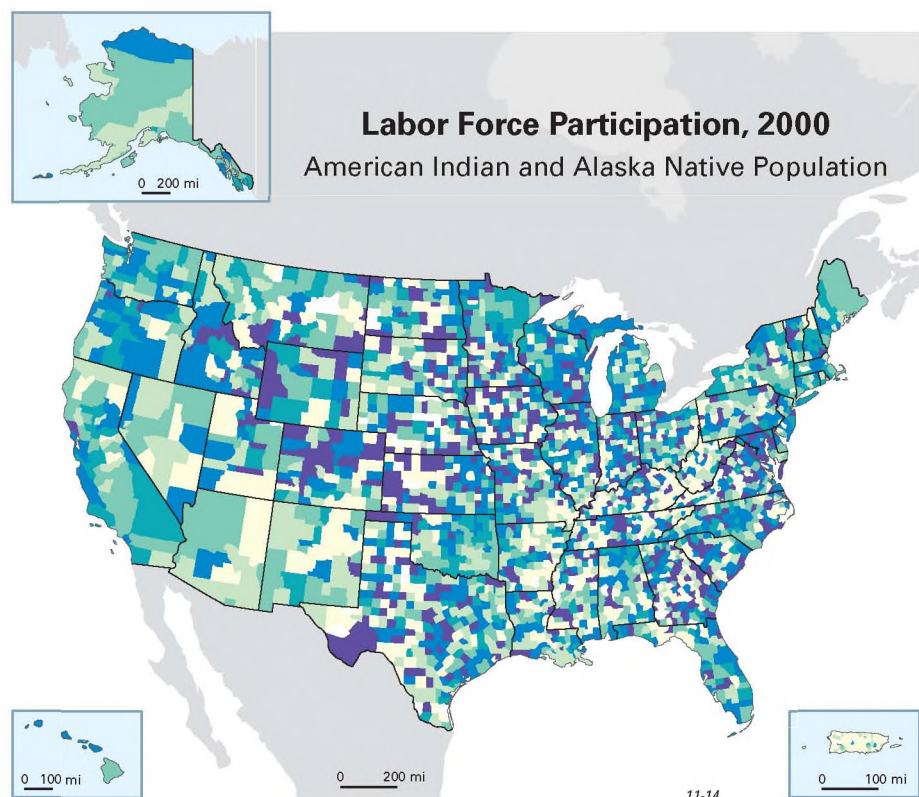 Labor Force Participation, 2000
American Indian and Alaska Native Population
0 200 mi
0 100 mi
0 200 mi
0 100 mi
11-14